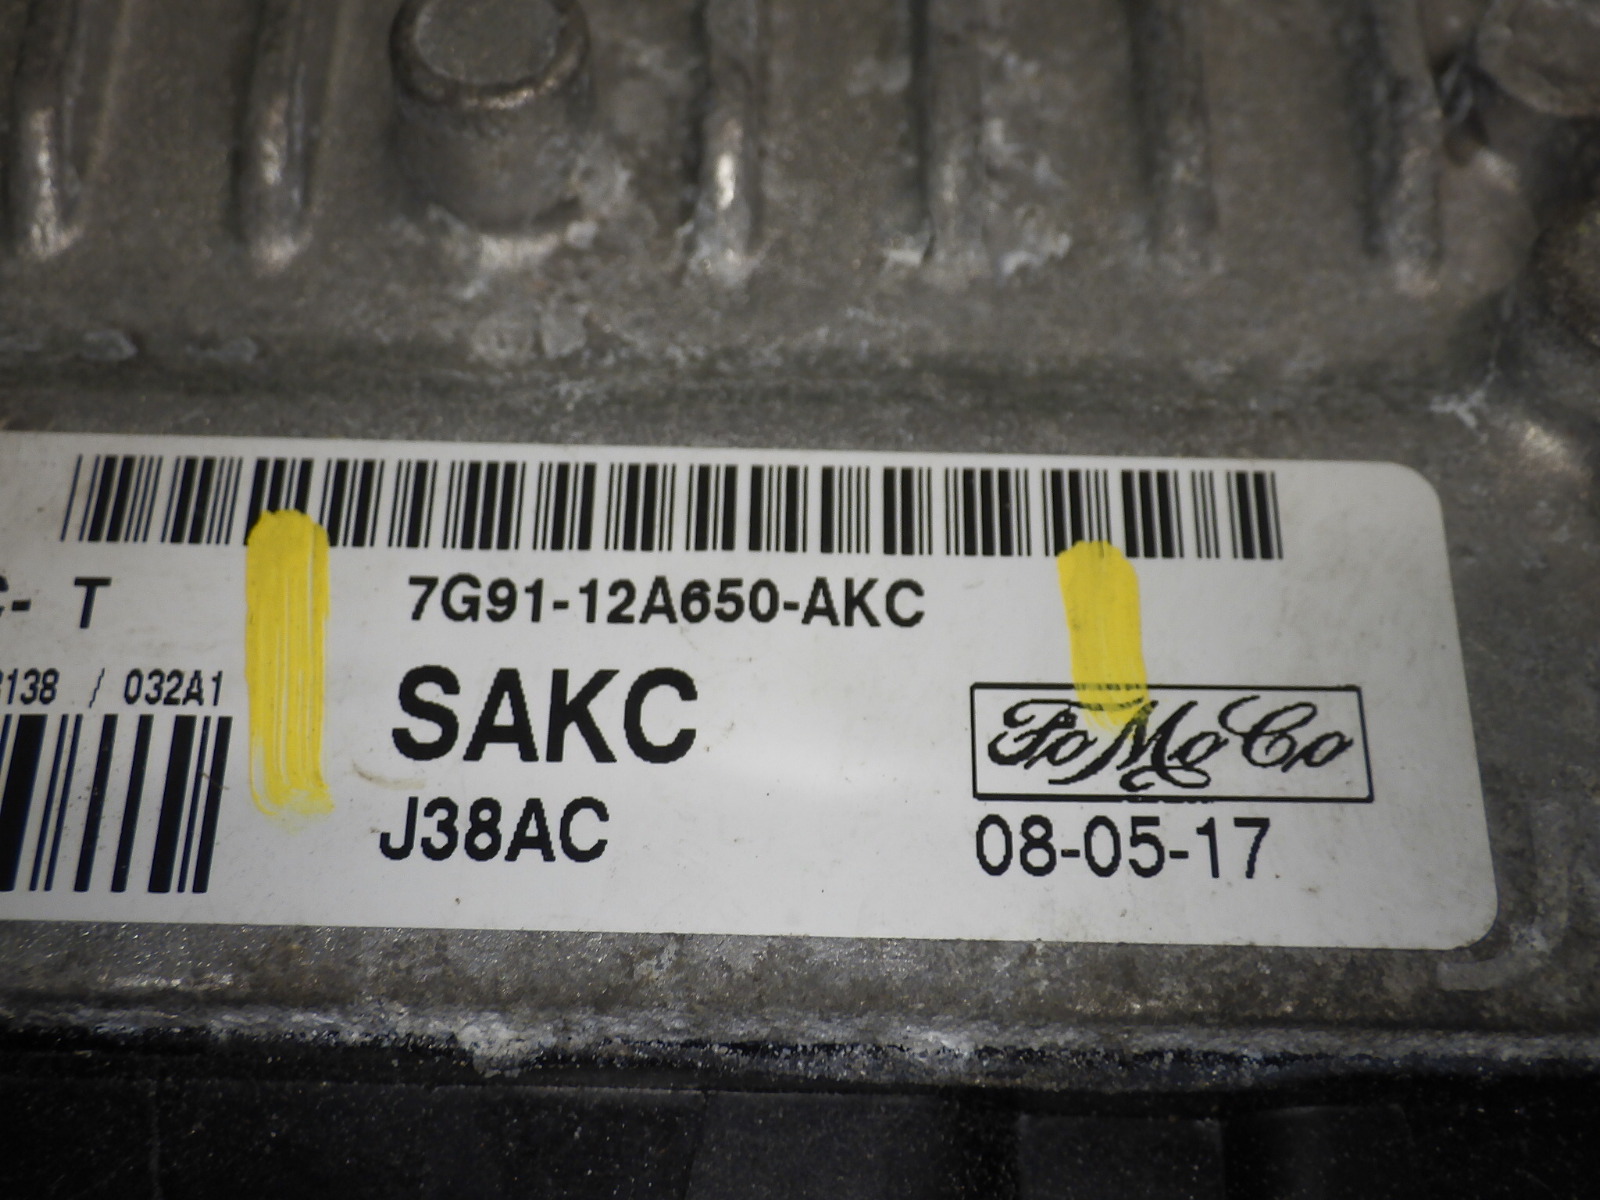 T 7G91-12A650-AKC
138 / 032A1
SAKC
FoMoCo
J38AC
08-05-17